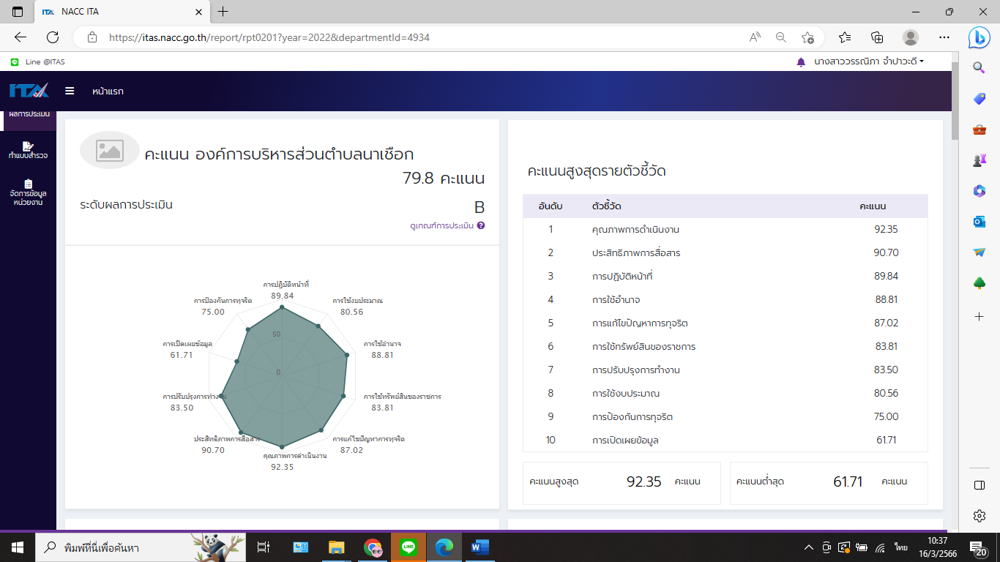 NACC ITA
https://itas.nacc.go.th/report/rpt0201?year=2022&departmentId=4934
Line @ITAS
นางสาววรรณิภา จำปาวะดี
ITA
หน้าแรก
ผลการประเมิน
ทำแบบสำรวจ
จัดการข้อมูล
หน่วยงาน
คะแนน องค์การบริหารส่วนตำบลนาเชือก
79.8 คะแนน
ระดับผลการประเมิน
B
ดูเกณฑ์การประเมิน
การปฏิบัติหน้าที่
89.84
การใช้งบประมาณ
80.56
การใช้อำนาจ
88.81
การใช้ทรัพย์สินของราชการ
83.81
การแก้ไขปัญหาการทุจริต
87.02
คุณภาพการดำเนินงาน
92.35
ประสิทธิภาพการสื่อสาร
90.70
การปรับปรุงการทำงาน
83.50
การเปิดเผยข้อมูล
61.71
การป้องกันการทุจริต
75.00
50
0
คะแนนสูงสุดรายตัวชี้วัด
อันดับ ตัวชี้วัด คะแนน
1 คุณภาพการดำเนินงาน 92.35
2 ประสิทธิภาพการสื่อสาร 90.70
3 การปฏิบัติหน้าที่ 89.84
4 การใช้อำนาจ 88.81
5 การแก้ไขปัญหาการทุจริต 87.02
6 การใช้ทรัพย์สินของราชการ 83.81
7 การปรับปรุงการทำงาน 83.50
8 การใช้งบประมาณ 80.56
9 การป้องกันการทุจริต 75.00
10 การเปิดเผยข้อมูล 61.71
คะแนนสูงสุด 92.35 คะแนน
คะแนนต่ำสุด 61.71 คะแนน
พิมพ์ที่นี่เพื่อค้นหา
ไทย
10:37
16/3/2566
20